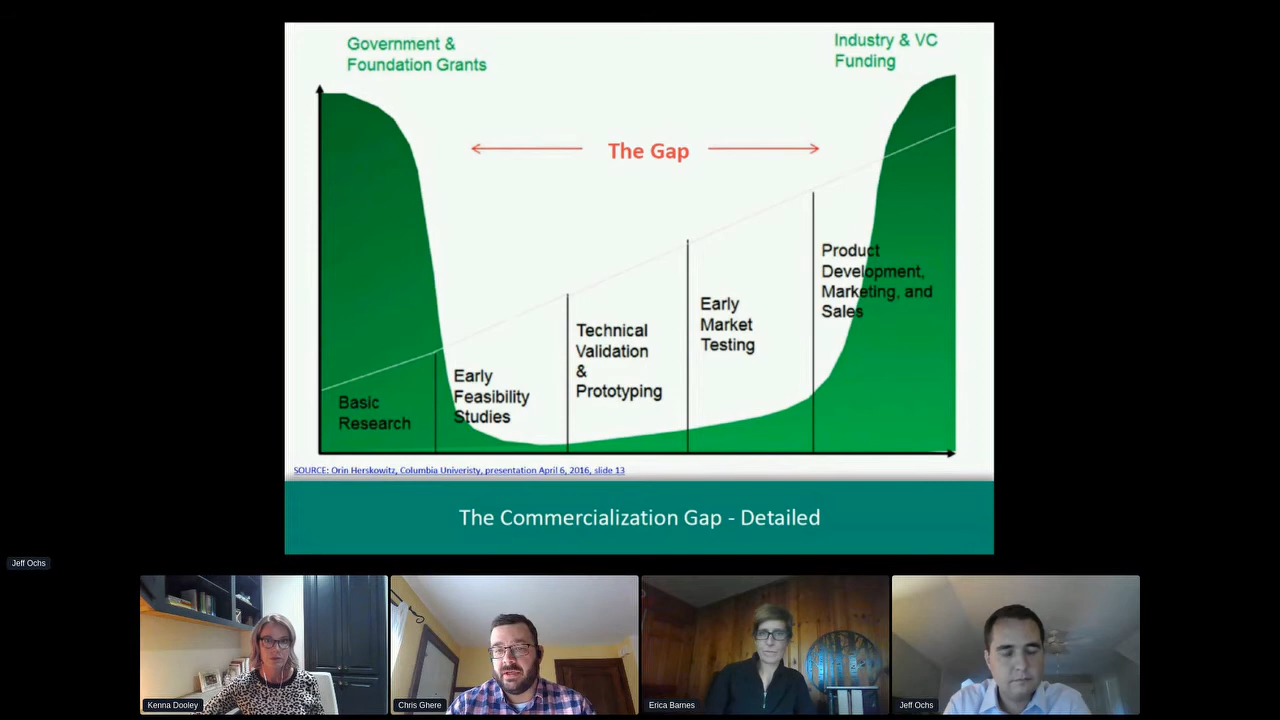 Government &
Foundation Grants
Industry & VC
Funding
The Gap
Product
Development,
Marketing, and
Sales
Early
Market
Testing
Technical
Validation
&
Prototyping
Early
Feasibility
Studies
Basic
Research
SOURCE: Orin Herskowitz, Columbia Univeristy, presentation April 6, 2016, slide 13
The Commercialization Gap - Detailed
Jeff Ochs
Kenna Dooley
Chris Ghere
Erica Barnes
Jeff Ochs